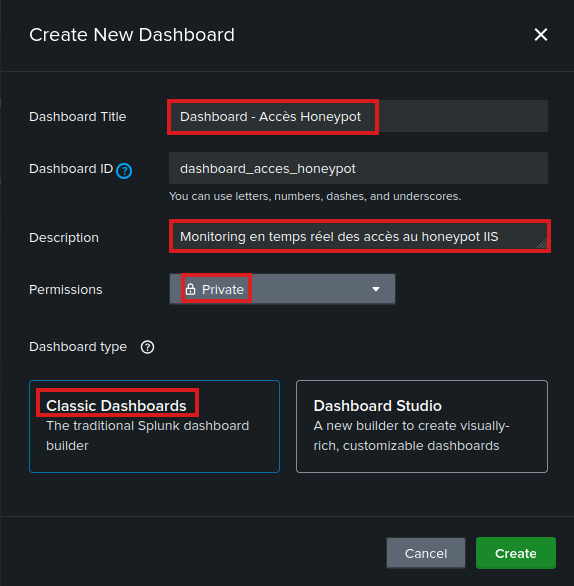 Create New Dashboard
Dashboard Title
Dashboard - Accès Honeypot
Dashboard ID ?
dashboard_acces_honeypot
You can use letters, numbers, dashes, and underscores.
Description
Monitoring en temps réel des accès au honeypot IIS
Permissions
Private
Dashboard type ?
Classic Dashboards
The traditional Splunk dashboard
builder
Dashboard Studio
A new builder to create visually-
rich, customizable dashboards
Cancel
Create